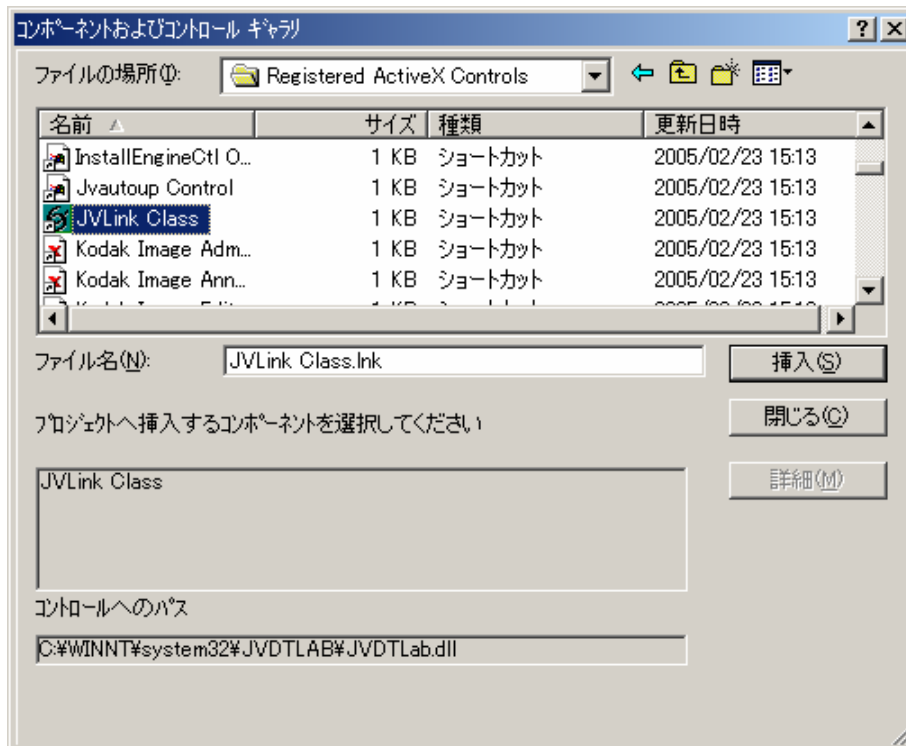 コンポーネントおよびコントロール ギャラリ
ファイルの場所(I): Registered ActiveX Controls
名前 サイズ 種類 更新日時
InstallEngineCtl O... 1 KB ショートカット 2005/02/23 15:13
Jvautoup Control 1 KB ショートカット 2005/02/23 15:13
JVLink Class 1 KB ショートカット 2005/02/23 15:13
Kodak Image Adm... 1 KB ショートカット 2005/02/23 15:13
Kodak Image Ann... 1 KB ショートカット 2005/02/23 15:13
ファイル名(N): JVLink Class.lnk 挿入(S)
プロジェクトへ挿入するコンポーネントを選択してください 閉じる(C)
JVLink Class 詳細(M)
コントロールへのパス
C:¥WINNT¥system32¥JVDTLAB¥JVDTLab.dll